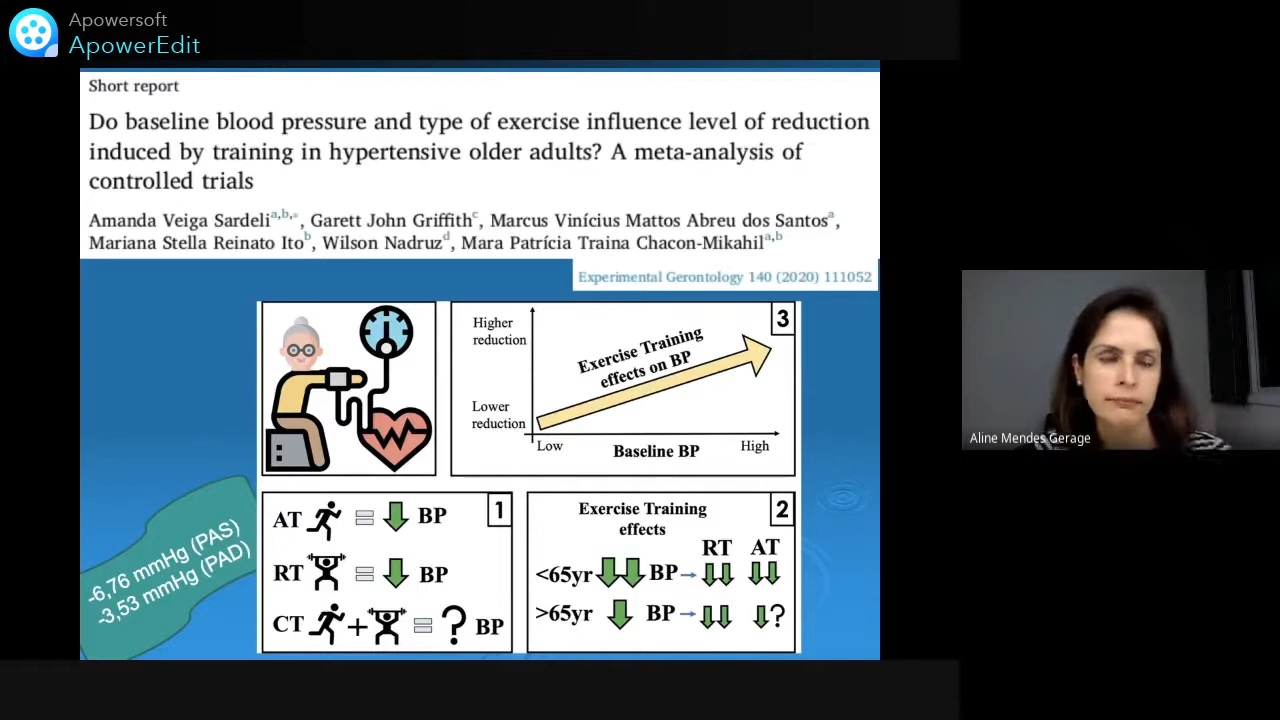 Apowersoft
ApowerEdit
Short report
Do baseline blood pressure and type of exercise influence level of reduction
induced by training in hypertensive older adults? A meta-analysis of
controlled trials
Amanda Veiga Sardeli a,b,*, Garett John Griffith c, Marcus Vinícius Mattos Abreu dos Santos a,
Mariana Stella Reinato Ito b, Wilson Nadruz d, Mara Patrícia Traina Chacon-Mikahil a,b
Experimental Gerontology 140 (2020) 111052
3
Higher
reduction
Exercise Training
effects on BP
Lower
reduction
Low
Baseline BP
High
-6,76 mmHg (PAS)
-3,53 mmHg (PAD)
1
AT = BP
RT = BP
CT + = ? BP
2
Exercise Training
effects
RT AT
<65yr BP
>65yr BP ?
Aline Mendes Gerage